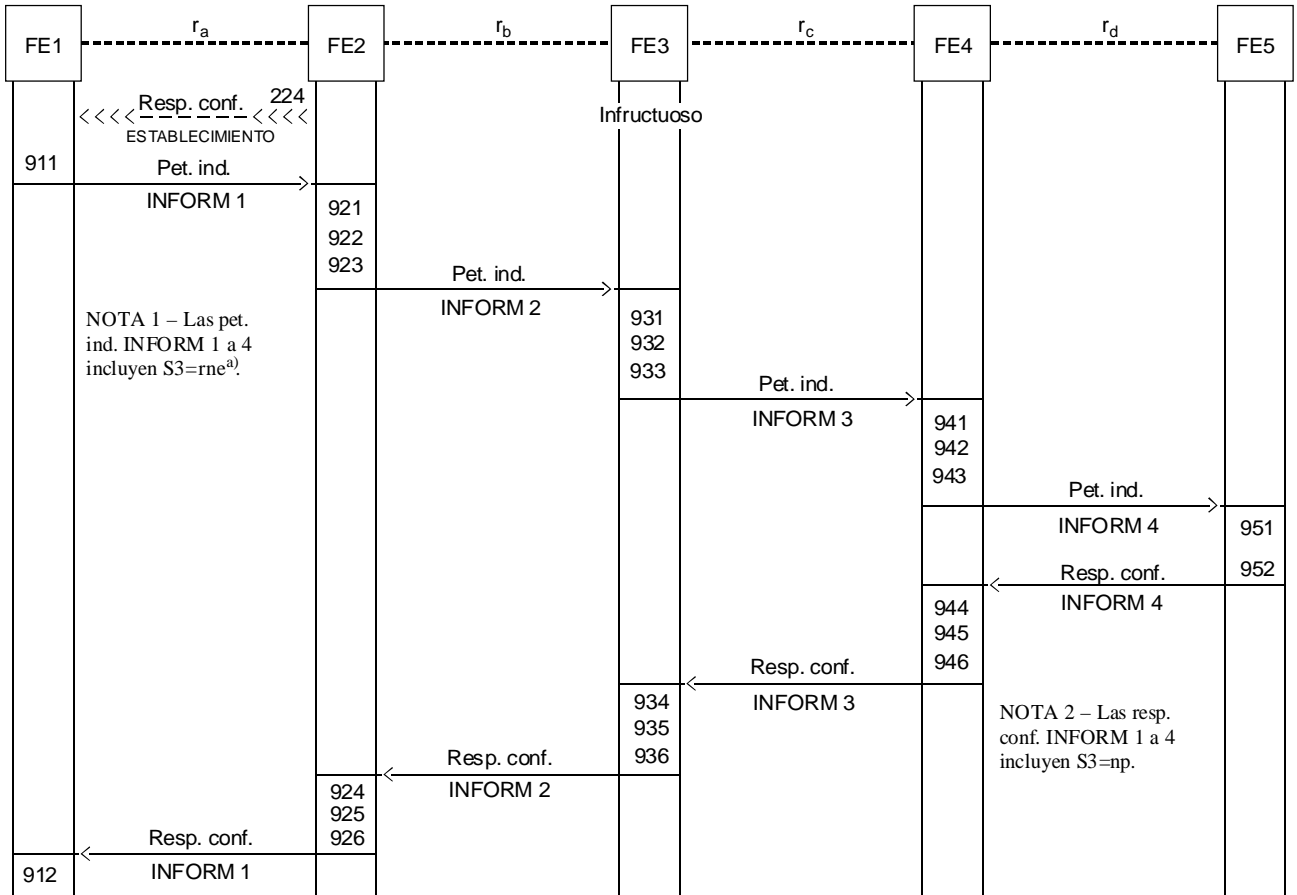 FE1
ra
FE2
rb
FE3
rc
FE4
rd
FE5
Resp. conf.
224
ESTABLECIMIENTO
Infructuoso
911
Pet. ind.
INFORM 1
921
922
923
Pet. ind.
INFORM 2
NOTA 1 – Las pet.
ind. INFORM 1 a 4
incluyen S3=rne a).
931
932
933
Pet. ind.
INFORM 3
941
942
943
Pet. ind.
INFORM 4
951
952
Resp. conf.
INFORM 4
944
945
946
Resp. conf.
INFORM 3
NOTA 2 – Las resp.
conf. INFORM 1 a 4
incluyen S3=np.
934
935
936
Resp. conf.
INFORM 2
924
925
926
Resp. conf.
INFORM 1
912